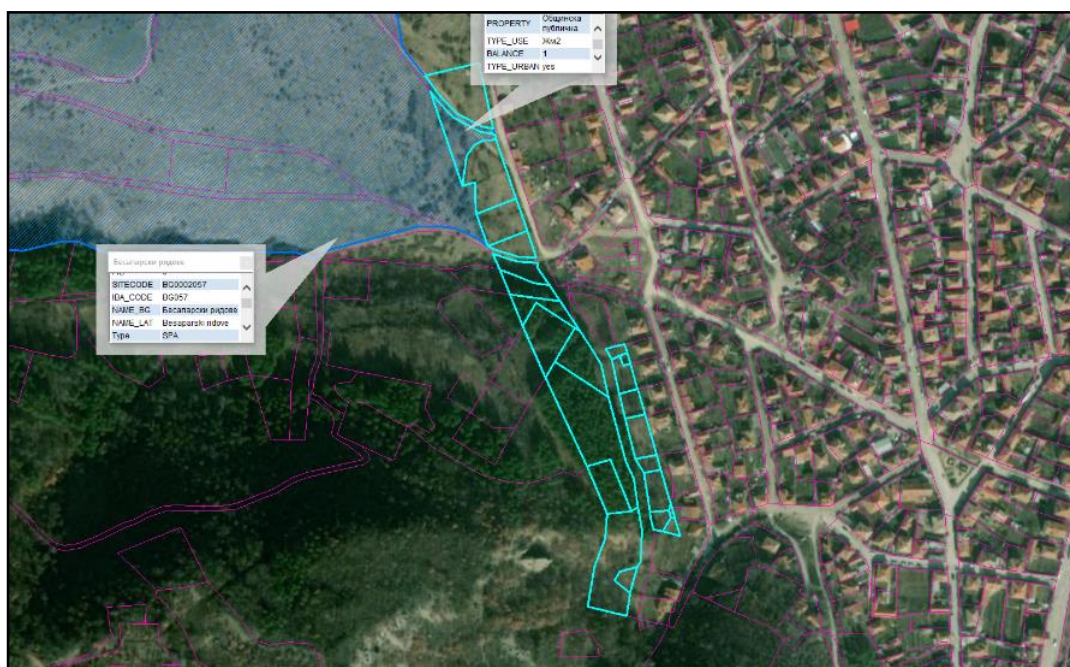 PROPERTY Общинска публична
TYPE_USE Жм2
BALANCE 1
TYPE_URBAN yes
Бесапарски ридове
SITECODE BG0002057
IBA_CODE BG057
NAME_BG Бесапарски ридове
NAME_LAT Besaparski ridove
Type SPA